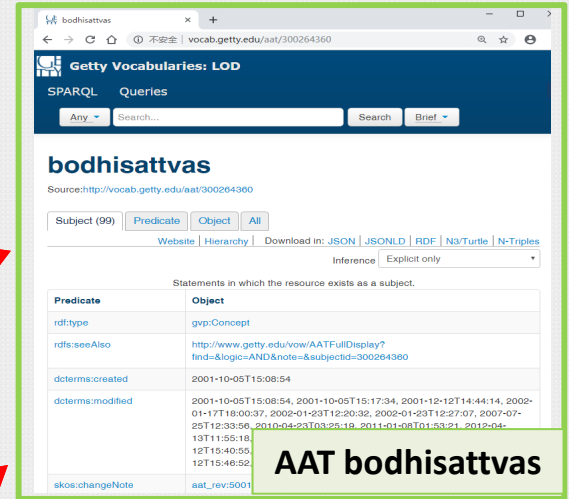 bodhisattvas × +
不安全 | vocab.getty.edu/aat/300264360
Getty Vocabularies: LOD
SPARQL Queries
Any Search... Search Brief
bodhisattvas
Source:http://vocab.getty.edu/aat/300264360
Subject (99) Predicate Object All
Website | Hierarchy | Download in: JSON | JSONLD | RDF | N3/Turtle | N-Triples
Inference Explicit only
Statements in which the resource exists as a subject.
Predicate Object
rdf:type gvp:Concept
rdfs:seeAlso http://www.getty.edu/vow/AATFullDisplay?
find=&logic=AND&note=&subjectid=300264360
dcterms:created 2001-10-05T15:08:54
dcterms:modified 2001-10-05T15:08:54, 2001-10-05T15:17:34, 2001-12-12T14:44:14, 2002-
01-17T18:00:37, 2002-01-23T12:20:32, 2002-01-23T12:27:07, 2007-07-
25T12:33:56, 2010-04-23T03:25:19, 2011-01-08T01:53:21, 2012-04-
13T11:55:18,
12T15:40:55,
12T15:46:52,
skos:changeNote aat_rev:5001
AAT bodhisattvas